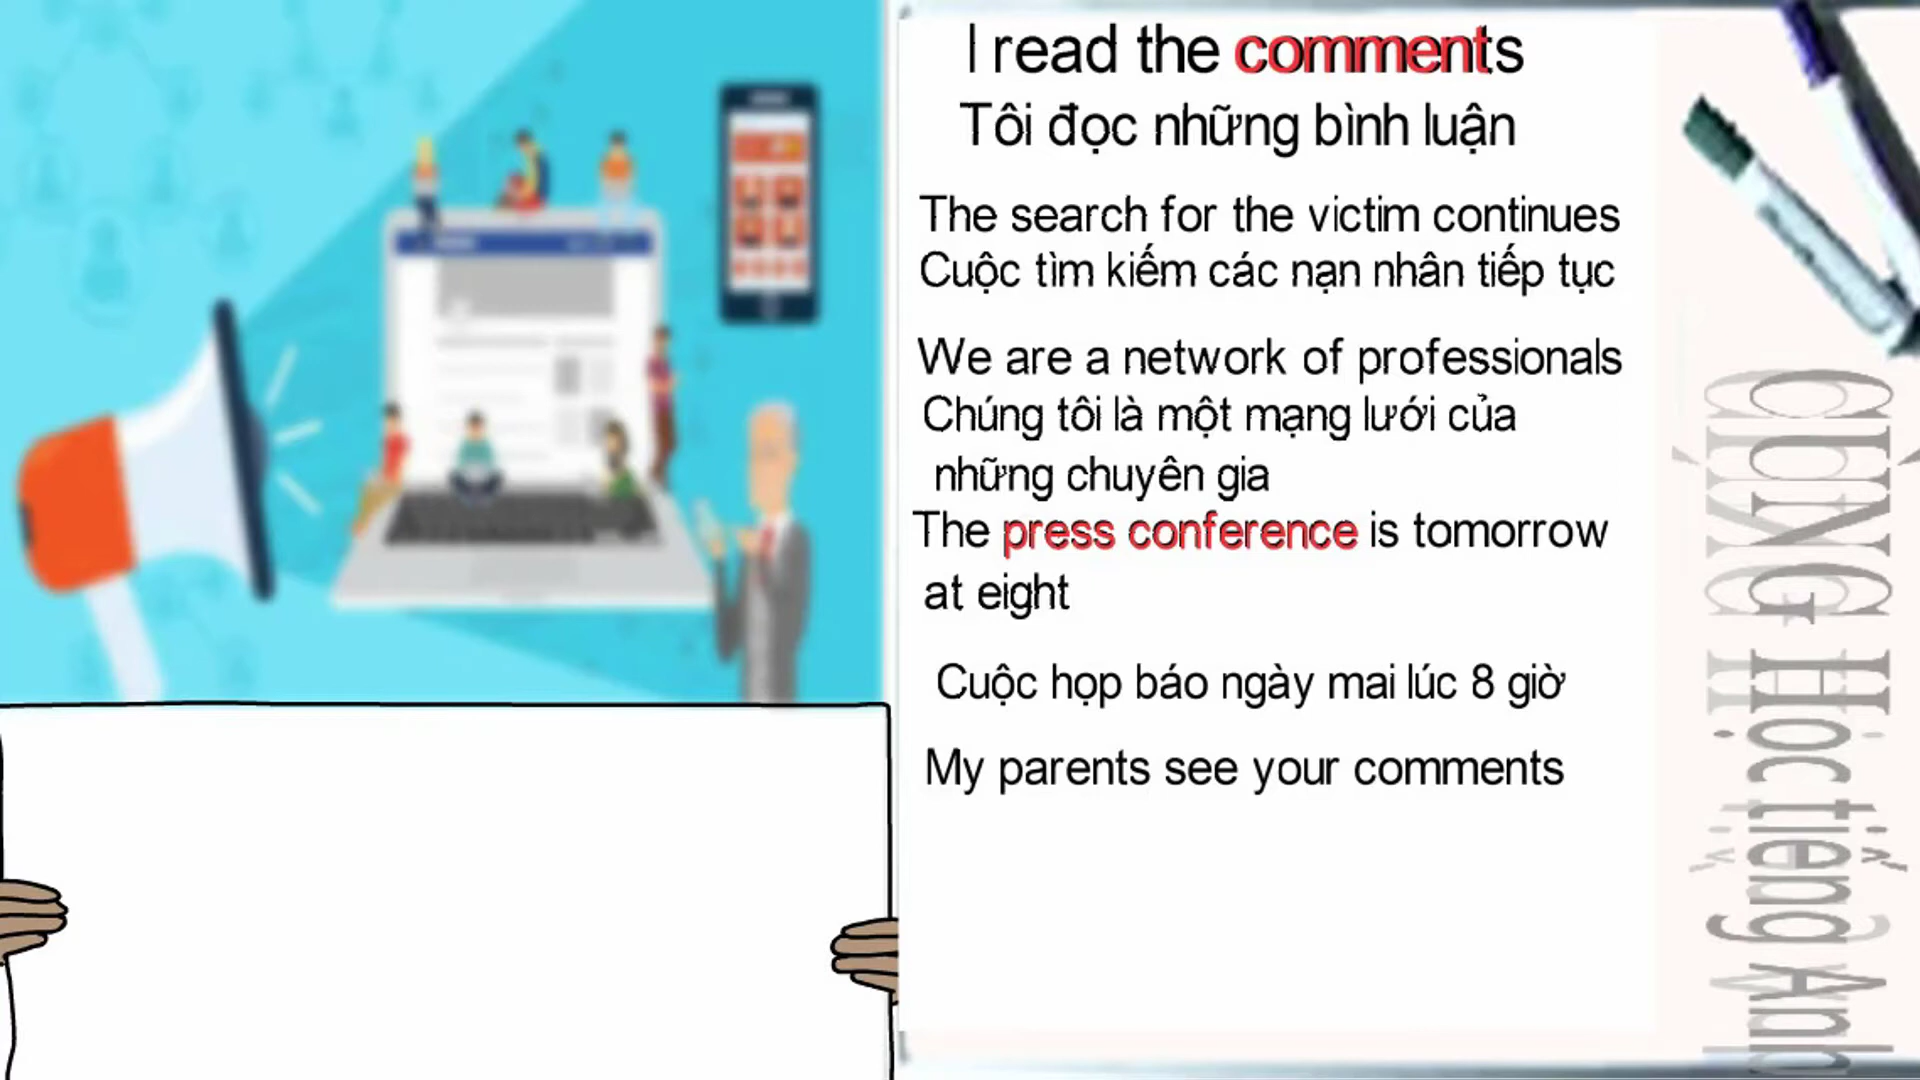 I read the comments
Tôi đọc những bình luận
The search for the victim continues
Cuộc tìm kiếm các nạn nhân tiếp tục
We are a network of professionals
Chúng tôi là một mạng lưới của
những chuyên gia
The press conference is tomorrow
at eight
Cuộc họp báo ngày mai lúc 8 giờ
My parents see your comments
CÙNG Học tiếng Anh